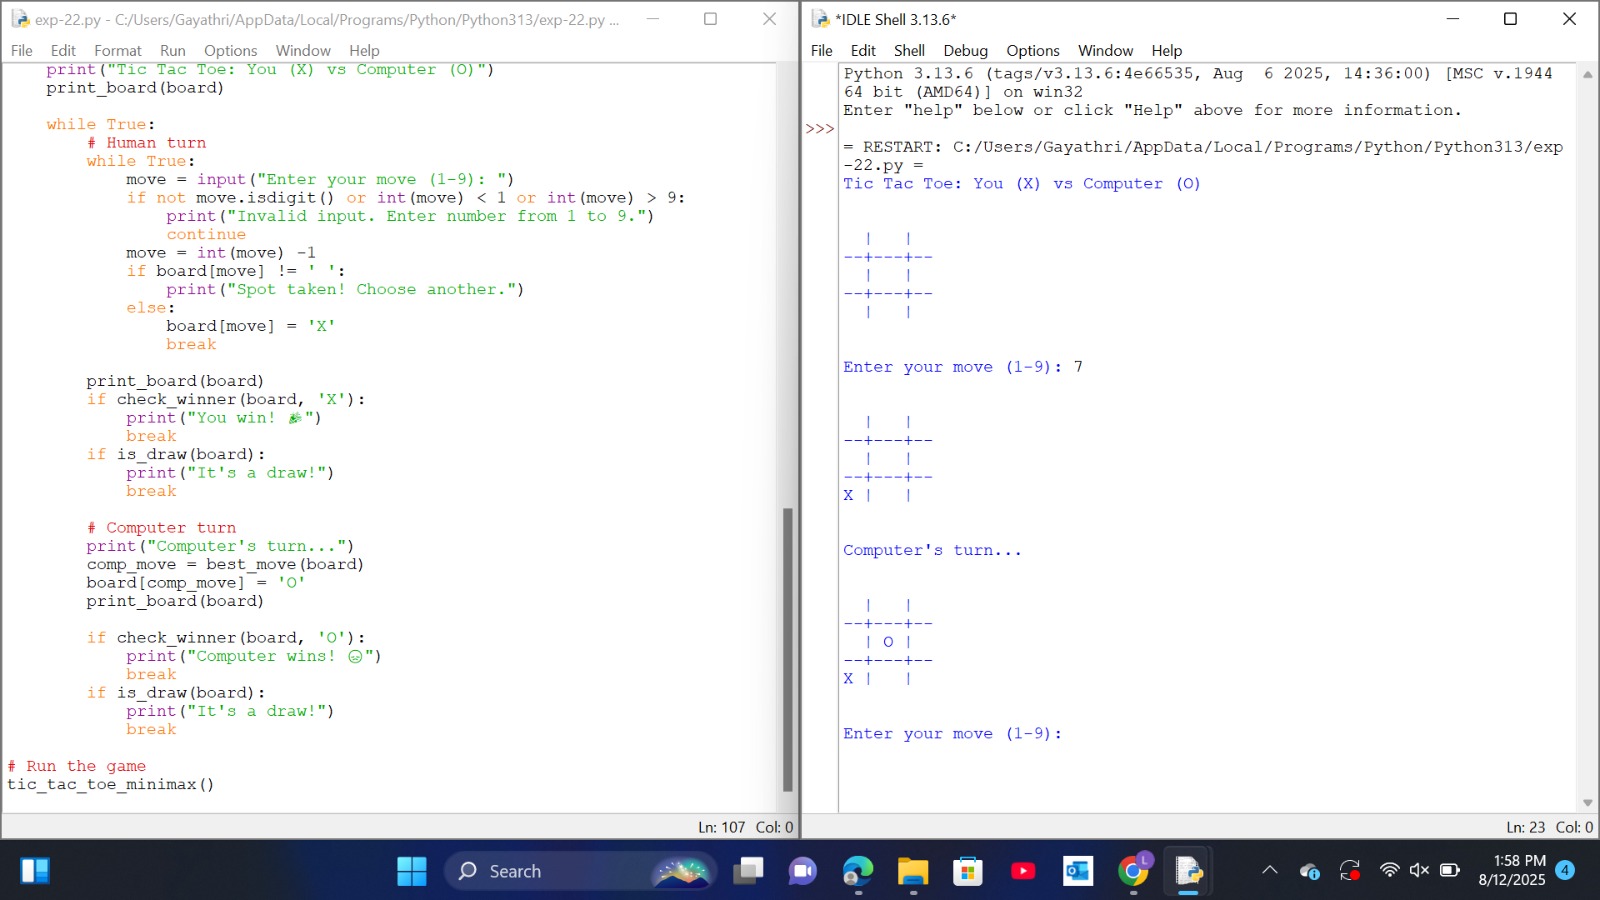 exp-22.py - C:/Users/Gayathri/AppData/Local/Programs/Python/Python313/exp-22.py ...
File Edit Format Run Options Window Help
    print("Tic Tac Toe: You (X) vs Computer (O)")
    print_board(board)
    while True:
        # Human turn
        while True:
            move = input("Enter your move (1-9): ")
            if not move.isdigit() or int(move) < 1 or int(move) > 9:
                print("Invalid input. Enter number from 1 to 9.")
                continue
            move = int(move) -1
            if board[move] != ' ':
                print("Spot taken! Choose another.")
            else:
                board[move] = 'X'
                break
        print_board(board)
        if check_winner(board, 'X'):
            print("You win! 🎉")
            break
        if is_draw(board):
            print("It's a draw!")
            break
        # Computer turn
        print("Computer's turn...")
        comp_move = best_move(board)
        board[comp_move] = 'O'
        print_board(board)
        if check_winner(board, 'O'):
            print("Computer wins! 😞")
            break
        if is_draw(board):
            print("It's a draw!")
            break
# Run the game
tic_tac_toe_minimax()
Ln: 107 Col: 0
*IDLE Shell 3.13.6*
File Edit Shell Debug Options Window Help
Python 3.13.6 (tags/v3.13.6:4e66535, Aug  6 2025, 14:36:00) [MSC v.1944
64 bit (AMD64)] on win32
Enter "help" below or click "Help" above for more information.
>>>
= RESTART: C:/Users/Gayathri/AppData/Local/Programs/Python/Python313/exp
-22.py =
Tic Tac Toe: You (X) vs Computer (O)
  |   |
--+---+--
  |   |
--+---+--
  |   |
Enter your move (1-9): 7
  |   |
--+---+--
  |   |
--+---+--
X |   |
Computer's turn...
  |   |
--+---+--
  | O |
--+---+--
X |   |
Enter your move (1-9):
Ln: 23 Col: 0
Search
L
1:58 PM
8/12/2025
4